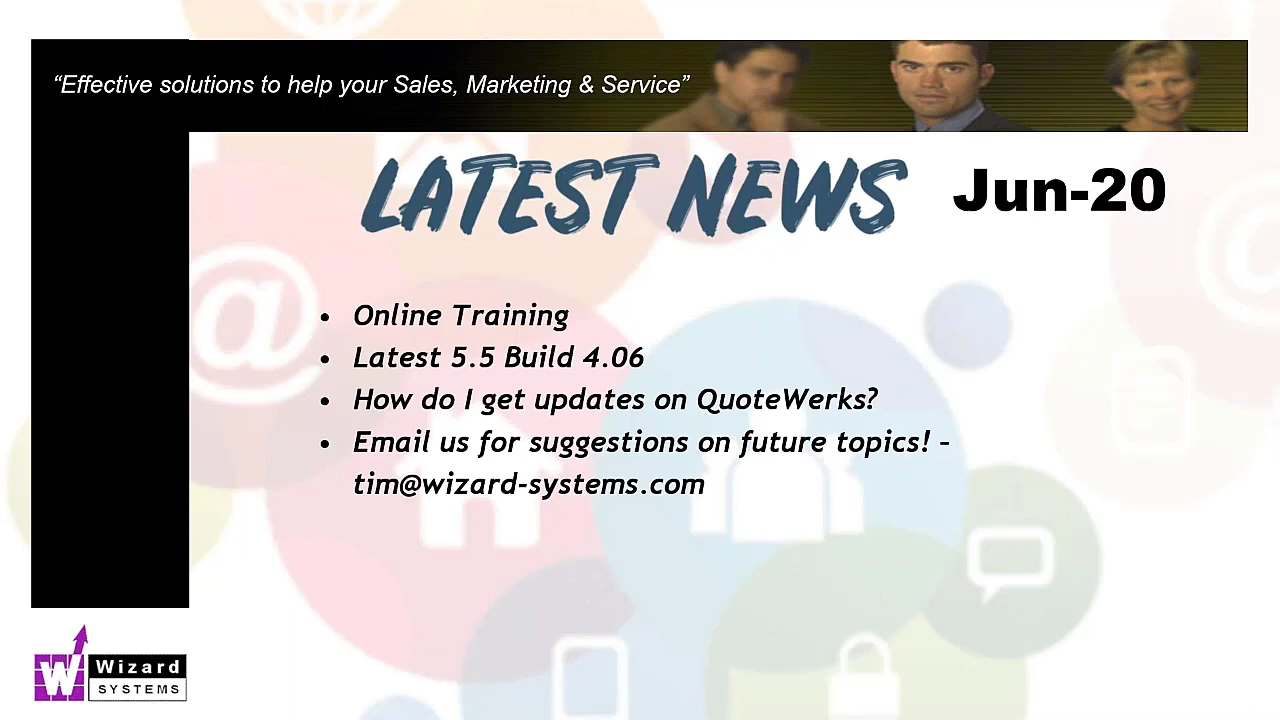 “Effective solutions to help your Sales, Marketing & Service”
LATEST NEWS
Jun-20
• Online Training
• Latest 5.5 Build 4.06
• How do I get updates on QuoteWerks?
• Email us for suggestions on future topics! –
tim@wizard-systems.com
W Wizard
SYSTEMS